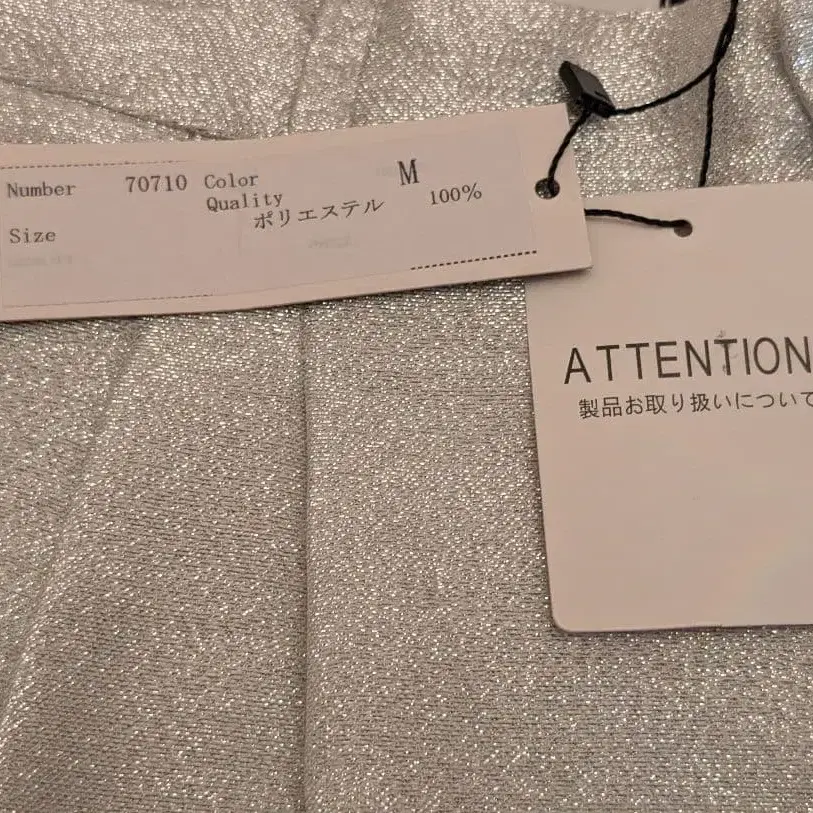 Number 70710 Color M
Quality
ポリエステル 100%
Size
ATTENTION
製品お取り扱いについて